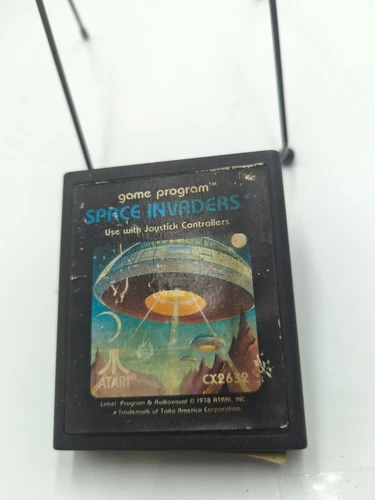 game program™
SPACE INVADERS*
Use with Joystick Controllers
ATARI
CX2632
Label, Program & Audiovisual © 1978 ATARI, INC.
* Trademark of Taito America Corporation